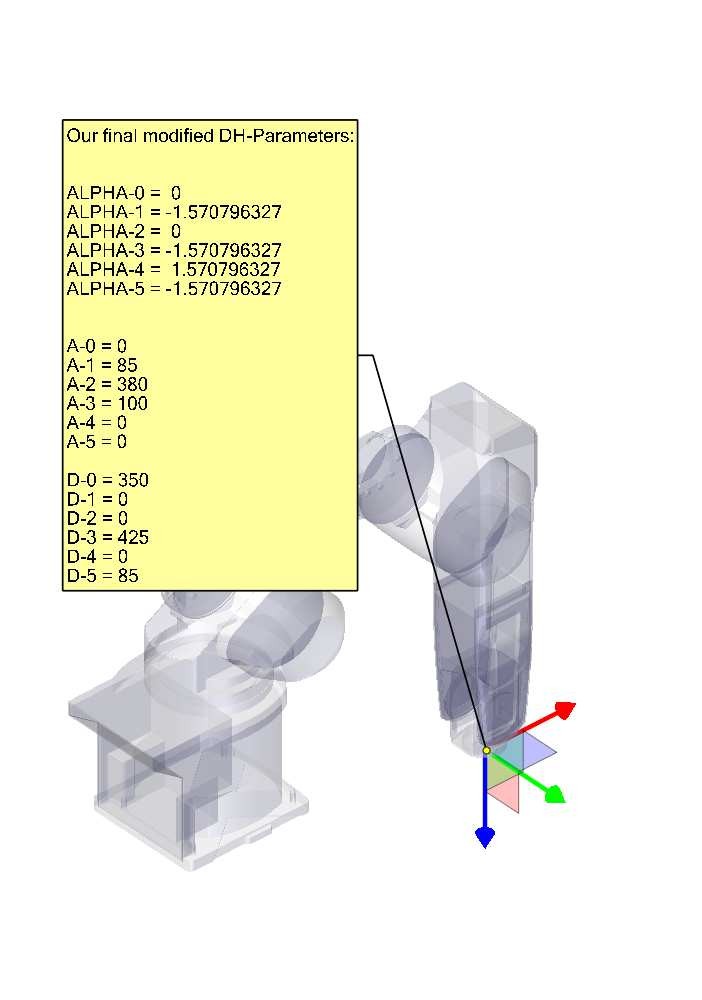 Our final modified DH-Parameters:
ALPHA-0 =  0
ALPHA-1 = -1.570796327
ALPHA-2 =  0
ALPHA-3 = -1.570796327
ALPHA-4 =  1.570796327
ALPHA-5 = -1.570796327
A-0 = 0
A-1 = 85
A-2 = 380
A-3 = 100
A-4 = 0
A-5 = 0
D-0 = 350
D-1 = 0
D-2 = 0
D-3 = 425
D-4 = 0
D-5 = 85